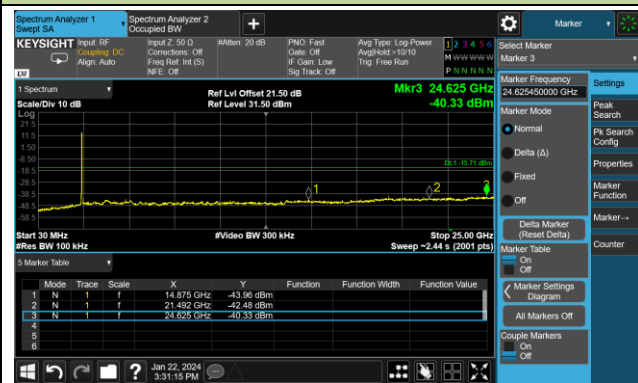 Spectrum Analyzer 1
Swept SA
Spectrum Analyzer 2
Occupied BW
Marker
KEYSIGHT
Input: RF
Coupling: DC
Align: Auto
Input Z: 50 Ω
Corrections: Off
Freq Ref: Int (S)
NFE: Off
#Atten: 20 dB
PNO: Fast
Gate: Off
IF Gain: Low
Sig Track: Off
Avg Type: Log-Power
Avg|Hold:>10/10
Trig: Free Run
1 2 3 4 5 6
M W W W W W
P N N N N N
LXI
Select Marker
Marker 3
Marker Frequency
24.625450000 GHz
Marker Mode
Normal
Delta (Δ)
Fixed
Off
Delta Marker
(Reset Delta)
Marker Table
On
Off
Marker Settings
Diagram
All Markers Off
Couple Markers
On
Off
Settings
Peak
Search
Pk Search
Config
Properties
Marker
Function
Marker→
Counter
1 Spectrum
Scale/Div 10 dB
Ref Lvl Offset 21.50 dB
Ref Level 31.50 dBm
Mkr3 24.625 GHz
-40.33 dBm
Log
21.5
11.5
1.50
-8.50
-18.5
-28.5
-38.5
-48.5
-58.5
DL1 -15.71 dBm
1
2
3
Start 30 MHz
#Res BW 100 kHz
#Video BW 300 kHz
Stop 25.00 GHz
Sweep ~2.44 s (2001 pts)
5 Marker Table
Mode Trace Scale X Y Function Function Width Function Value
1 N 1 f 14.875 GHz -43.96 dBm
2 N 1 f 21.492 GHz -42.48 dBm
3 N 1 f 24.625 GHz -40.33 dBm
4
5
6
?
Jan 22, 2024
3:31:15 PM